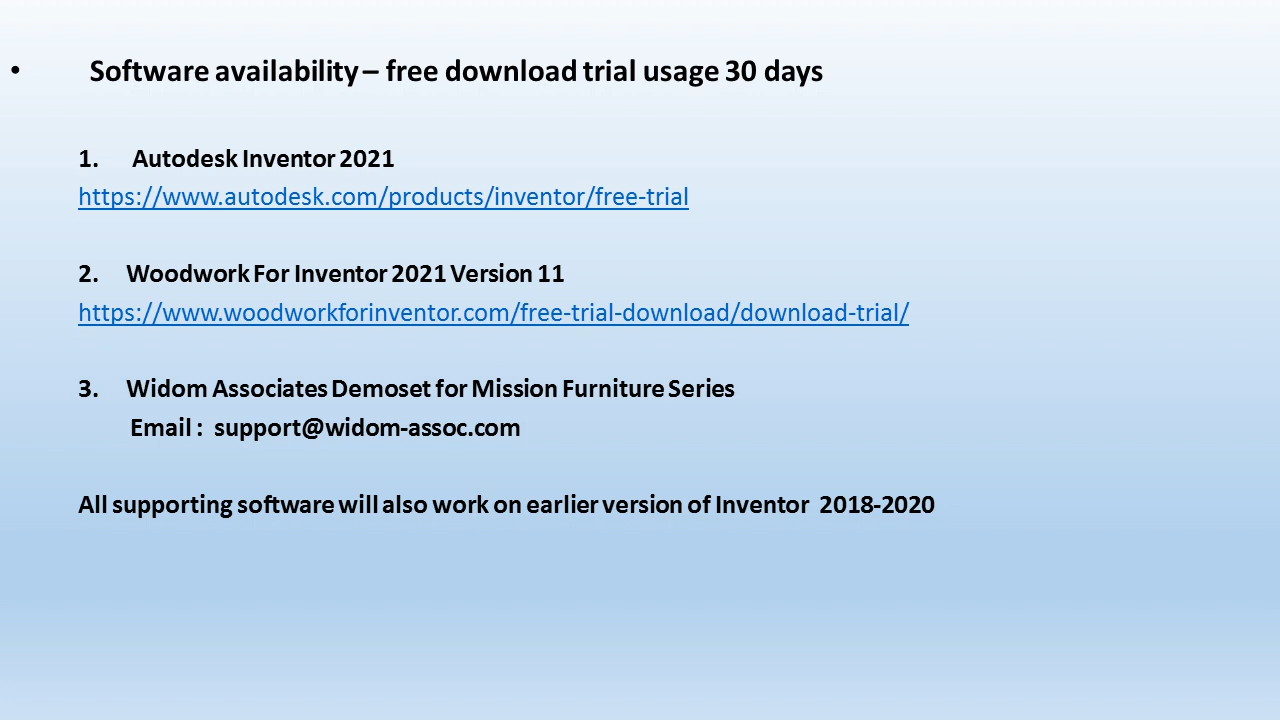 • Software availability – free download trial usage 30 days
1. Autodesk Inventor 2021
https://www.autodesk.com/products/inventor/free-trial
2. Woodwork For Inventor 2021 Version 11
https://www.woodworkforinventor.com/free-trial-download/download-trial/
3. Widom Associates Demoset for Mission Furniture Series
Email : support@widom-assoc.com
All supporting software will also work on earlier version of Inventor 2018-2020